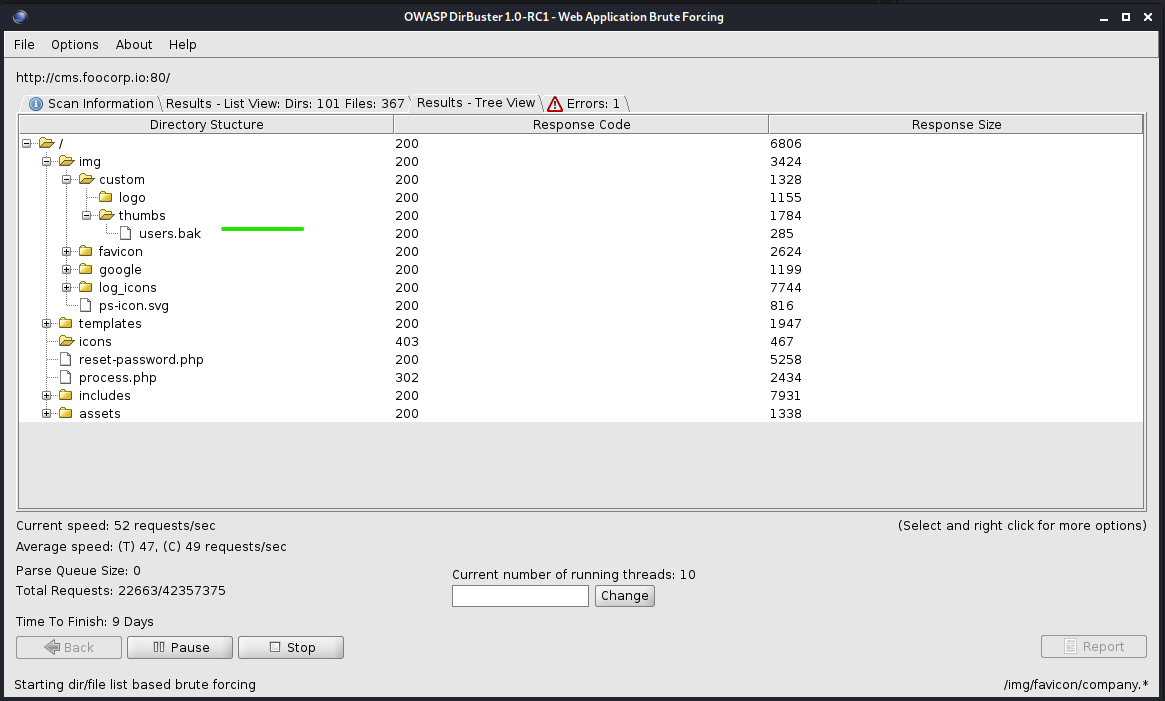 OWASP DirBuster 1.0-RC1 - Web Application Brute Forcing
File Options About Help
http://cms.foocorp.io:80/
Scan Information Results - List View: Dirs: 101 Files: 367 Results - Tree View Errors: 1
Directory Stucture Response Code Response Size
/ 200 6806
img 200 3424
custom 200 1328
logo 200 1155
thumbs 200 1784
users.bak 200 285
favicon 200 2624
google 200 1199
log_icons 200 7744
ps-icon.svg 200 816
templates 200 1947
icons 403 467
reset-password.php 200 5258
process.php 302 2434
includes 200 7931
assets 200 1338
Current speed: 52 requests/sec (Select and right click for more options)
Average speed: (T) 47, (C) 49 requests/sec
Parse Queue Size: 0 Current number of running threads: 10
Total Requests: 22663/42357375 Change
Time To Finish: 9 Days
Back Pause Stop Report
Starting dir/file list based brute forcing /img/favicon/company.*